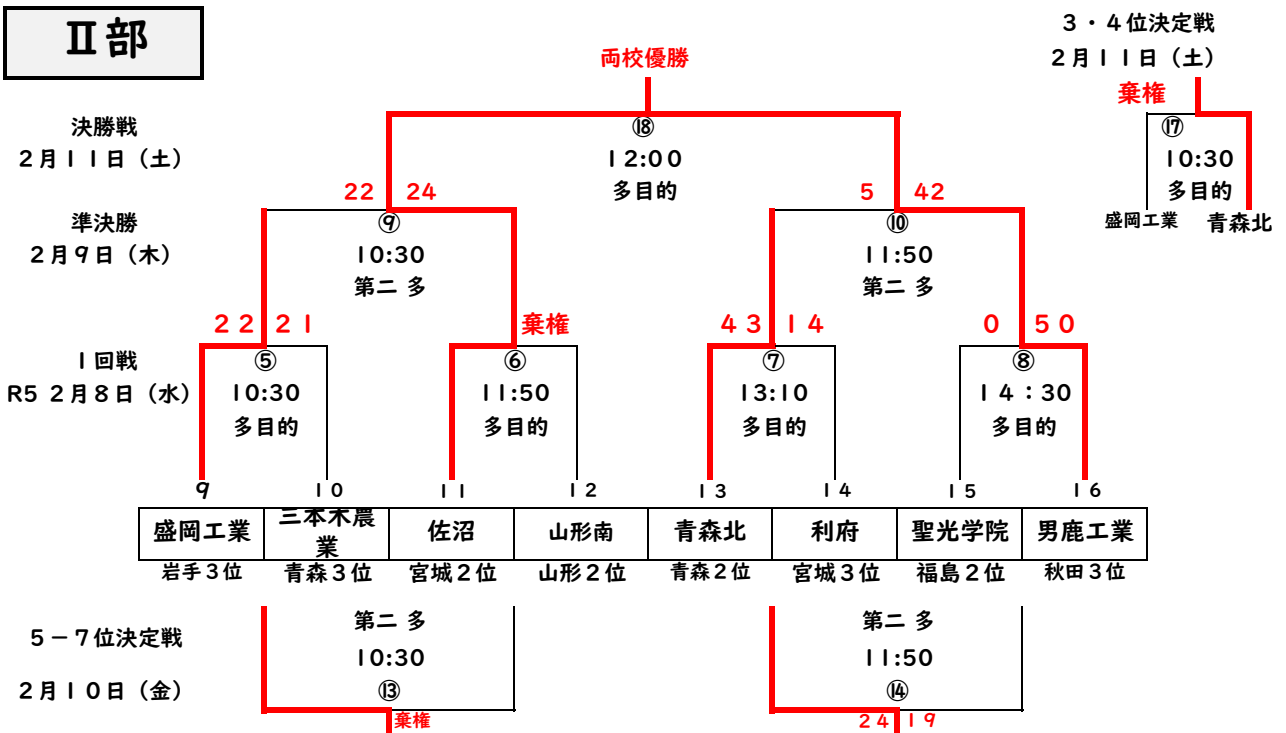 Ⅱ部
3・4位決定戦
2月11日（土）
両校優勝
棄権
決勝戦
2月11日（土）
⑱
12:00
多目的
⑰
10:30
多目的
盛岡工業 青森北
22 24
5 42
準決勝
2月9日（木）
⑨
10:30
第二 多
⑩
11:50
第二 多
22 21
棄権
43 14
0 50
1回戦
R5 2月8日（水）
⑤
10:30
多目的
⑥
11:50
多目的
⑦
13:10
多目的
⑧
14：30
多目的
9 10 11 12 13 14 15 16
盛岡工業 三本木農業 佐沼 山形南 青森北 利府 聖光学院 男鹿工業
岩手3位 青森3位 宮城2位 山形2位 青森2位 宮城3位 福島2位 秋田3位
5－7位決定戦
2月10日（金）
第二 多
10:30
⑬
棄権
第二 多
11:50
⑭
24 19